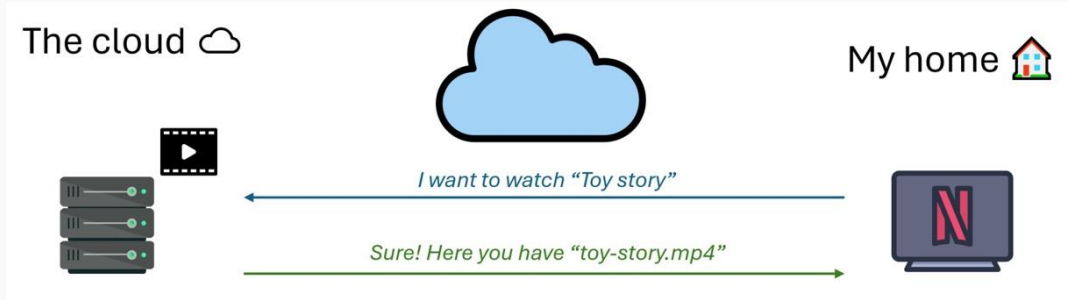 The cloud
My home
I want to watch “Toy story”
N
Sure! Here you have “toy-story.mp4”